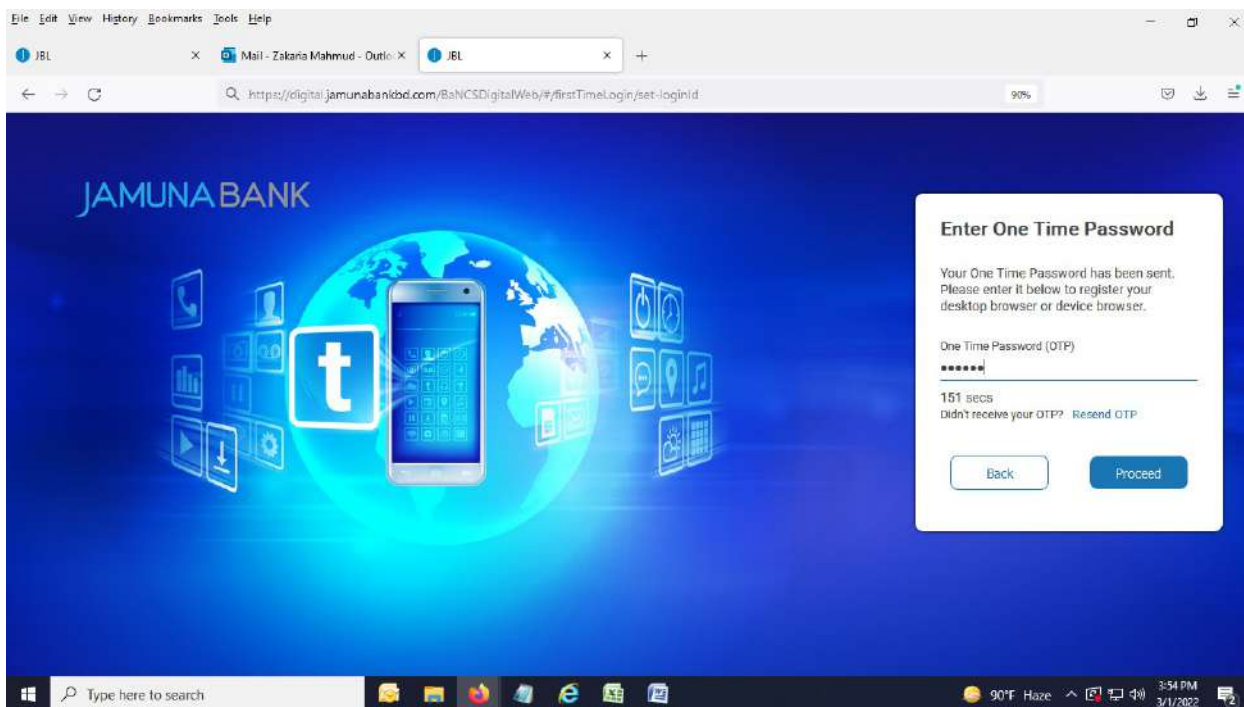 File Edit View History Bookmarks Tools Help
JBL
Mail - Zakaria Mahmud - Outlo
JBL
https://digital.jamunabankbd.com/BaNCSDigitalWeb/#/firstTimeLogin/set-loginId
90%
JAMUNA BANK
t
Enter One Time Password
Your One Time Password has been sent.
Please enter it below to register your
desktop browser or device browser.
One Time Password (OTP)
••••••
151 secs
Didn't receive your OTP? Resend OTP
Back Proceed
Type here to search
90°F Haze
3:54 PM
3/1/2022
2